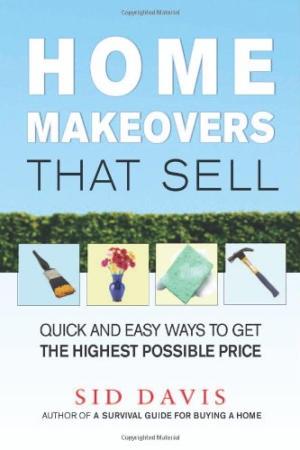 HOME
MAKEOVERS
THAT SELL
QUICK AND EASY WAYS TO GET
THE HIGHEST POSSIBLE PRICE
SID DAVIS
AUTHOR OF A SURVIVAL GUIDE FOR BUYING A HOME